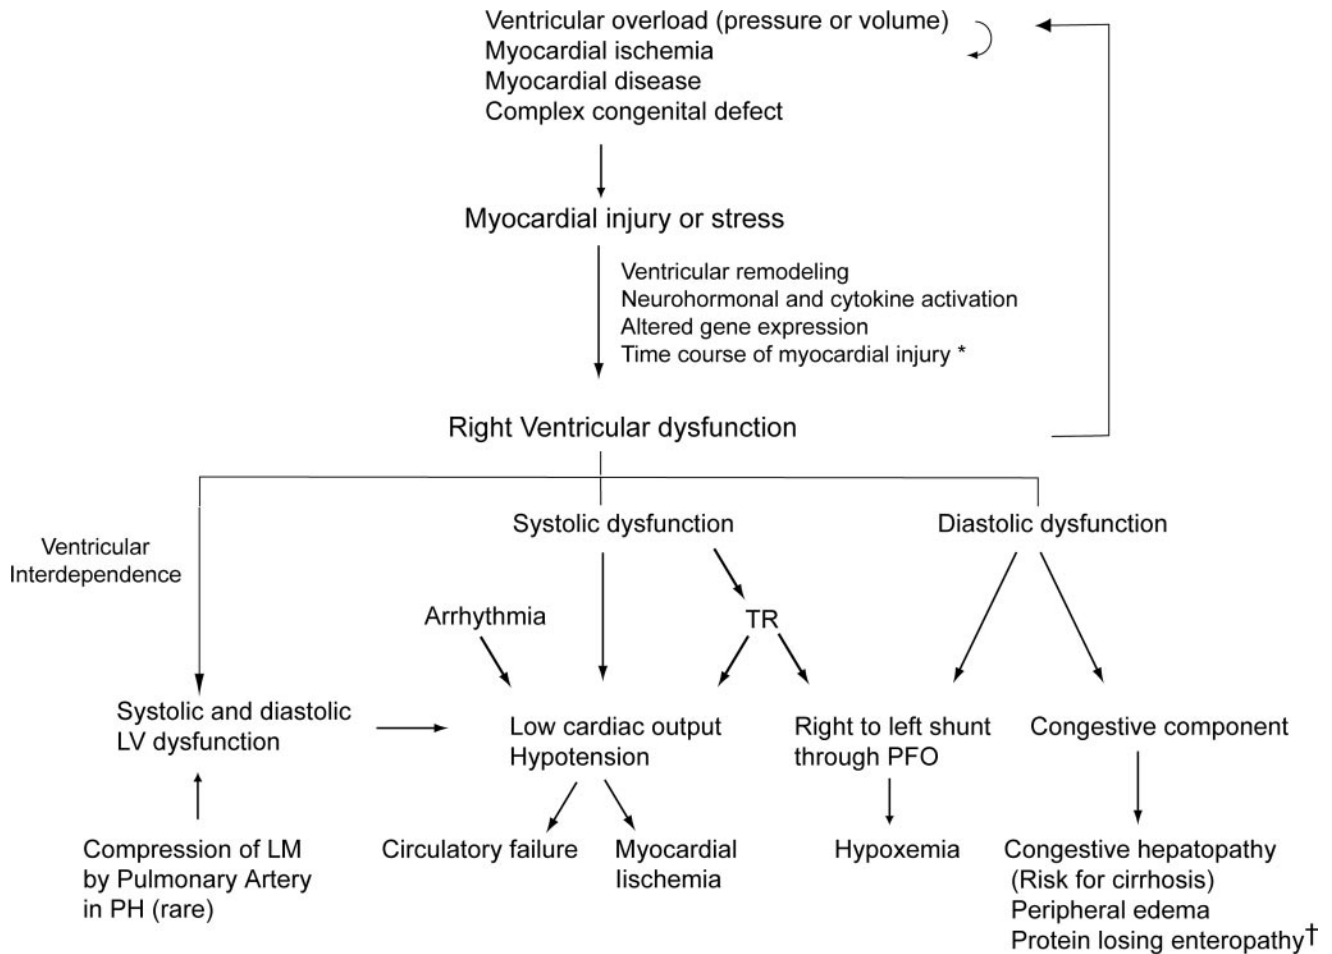 Ventricular overload (pressure or volume)
Myocardial ischemia
Myocardial disease
Complex congenital defect
Myocardial injury or stress
Ventricular remodeling
Neurohormonal and cytokine activation
Altered gene expression
Time course of myocardial injury *
Right Ventricular dysfunction
Ventricular
Interdependence
Systolic dysfunction
Diastolic dysfunction
Arrhythmia
TR
Systolic and diastolic
LV dysfunction
Low cardiac output
Hypotension
Right to left shunt
through PFO
Congestive component
Compression of LM
by Pulmonary Artery
in PH (rare)
Circulatory failure
Myocardial
Iischemia
Hypoxemia
Congestive hepatopathy
(Risk for cirrhosis)
Peripheral edema
Protein losing enteropathy†